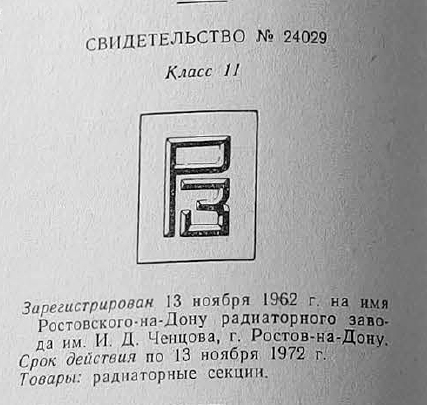 СВИДЕТЕЛЬСТВО № 24029
Класс 11
РЗ
Зарегистрирован 13 ноября 1962 г. на имя
Ростовского-на-Дону радиаторного заво-
да им. И. Д. Ченцова, г. Ростов-на-Дону.
Срок действия по 13 ноября 1972 г.
Товары: радиаторные секции.